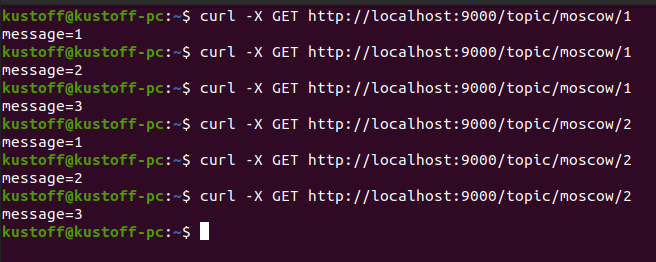 kustoff@kustoff-pc:~$ curl -X GET http://localhost:9000/topic/moscow/1
message=1
kustoff@kustoff-pc:~$ curl -X GET http://localhost:9000/topic/moscow/1
message=2
kustoff@kustoff-pc:~$ curl -X GET http://localhost:9000/topic/moscow/1
message=3
kustoff@kustoff-pc:~$ curl -X GET http://localhost:9000/topic/moscow/2
message=1
kustoff@kustoff-pc:~$ curl -X GET http://localhost:9000/topic/moscow/2
message=2
kustoff@kustoff-pc:~$ curl -X GET http://localhost:9000/topic/moscow/2
message=3
kustoff@kustoff-pc:~$